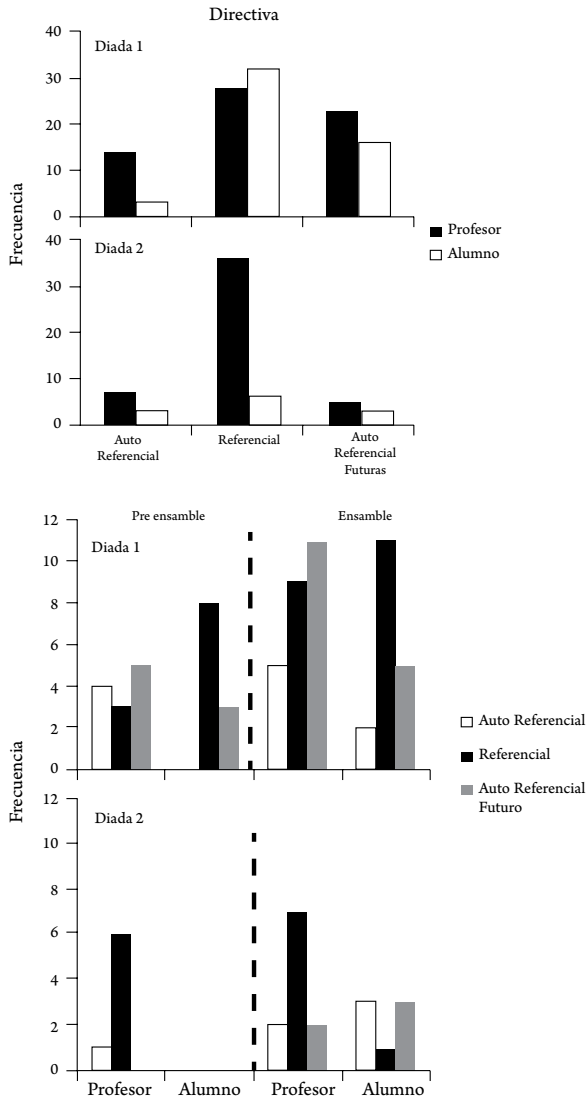 Directiva
Diada 1
40
30
20
10
0
Frecuencia
Profesor
Alumno
Diada 2
40
30
20
10
0
Auto
Referencial
Referencial
Auto
Referencial
Futuras
Pre ensamble
Ensamble
Diada 1
12
10
8
6
4
2
0
Frecuencia
Auto Referencial
Referencial
Auto Referencial
Futuro
Diada 2
12
10
8
6
4
2
0
Profesor
Alumno
Profesor
Alumno